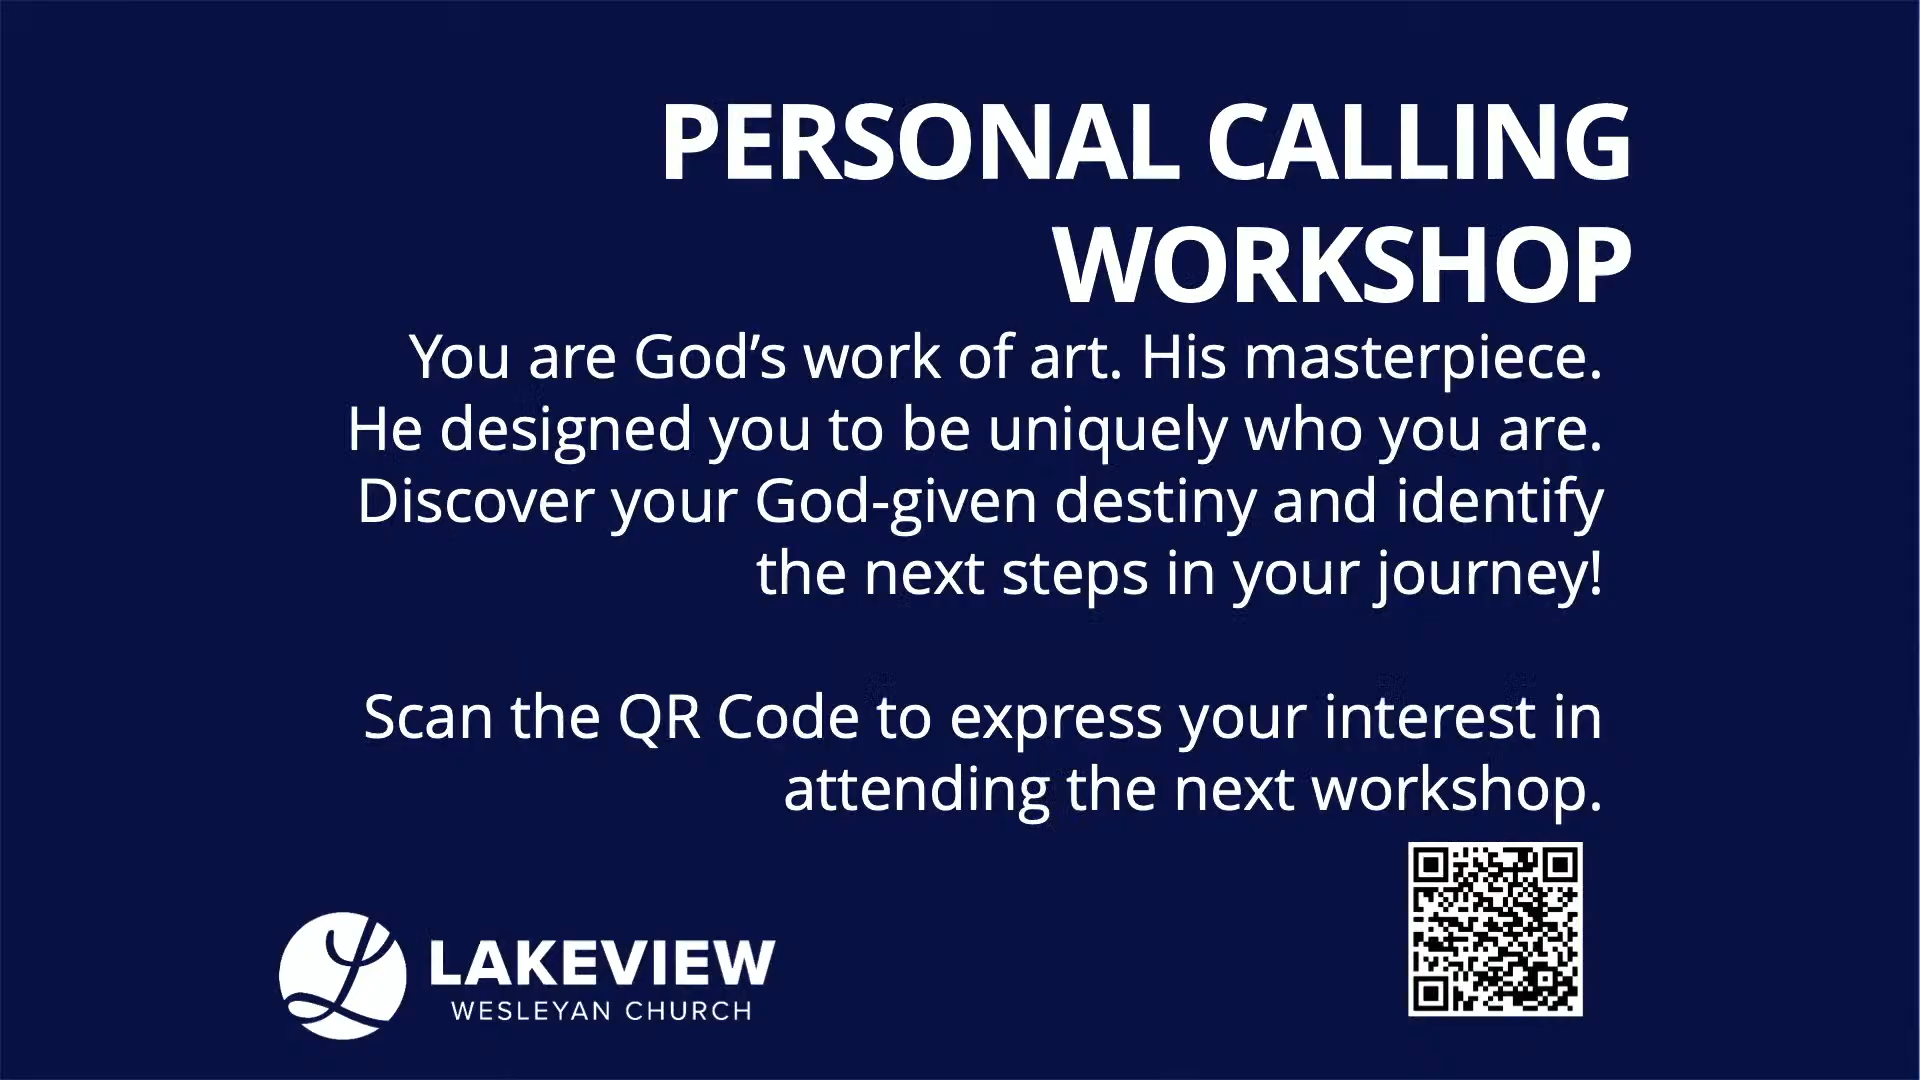 PERSONAL CALLING
WORKSHOP
You are God’s work of art. His masterpiece.
He designed you to be uniquely who you are.
Discover your God-given destiny and identify
the next steps in your journey!
Scan the QR Code to express your interest in
attending the next workshop.
LAKEVIEW
WESLEYAN CHURCH